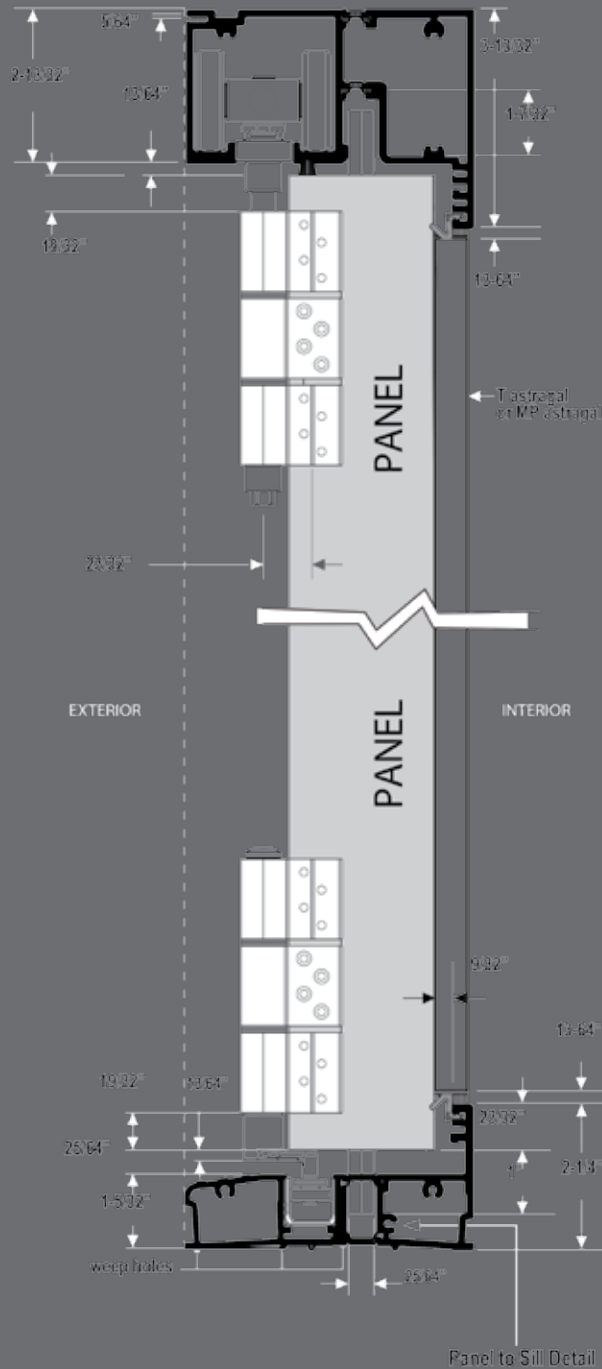 5/64"
3-13/32"
2-13/32"
13/64"
1-7/32"
19/32"
13-64"
T astragal
or MP astragal
PANEL
23/32"
EXTERIOR
INTERIOR
PANEL
9/32"
13-64"
19/32"
13/64"
23/32"
25/64"
1"
2-1/4"
1-5/32"
weep holes
25/64"
Panel to Sill Detail